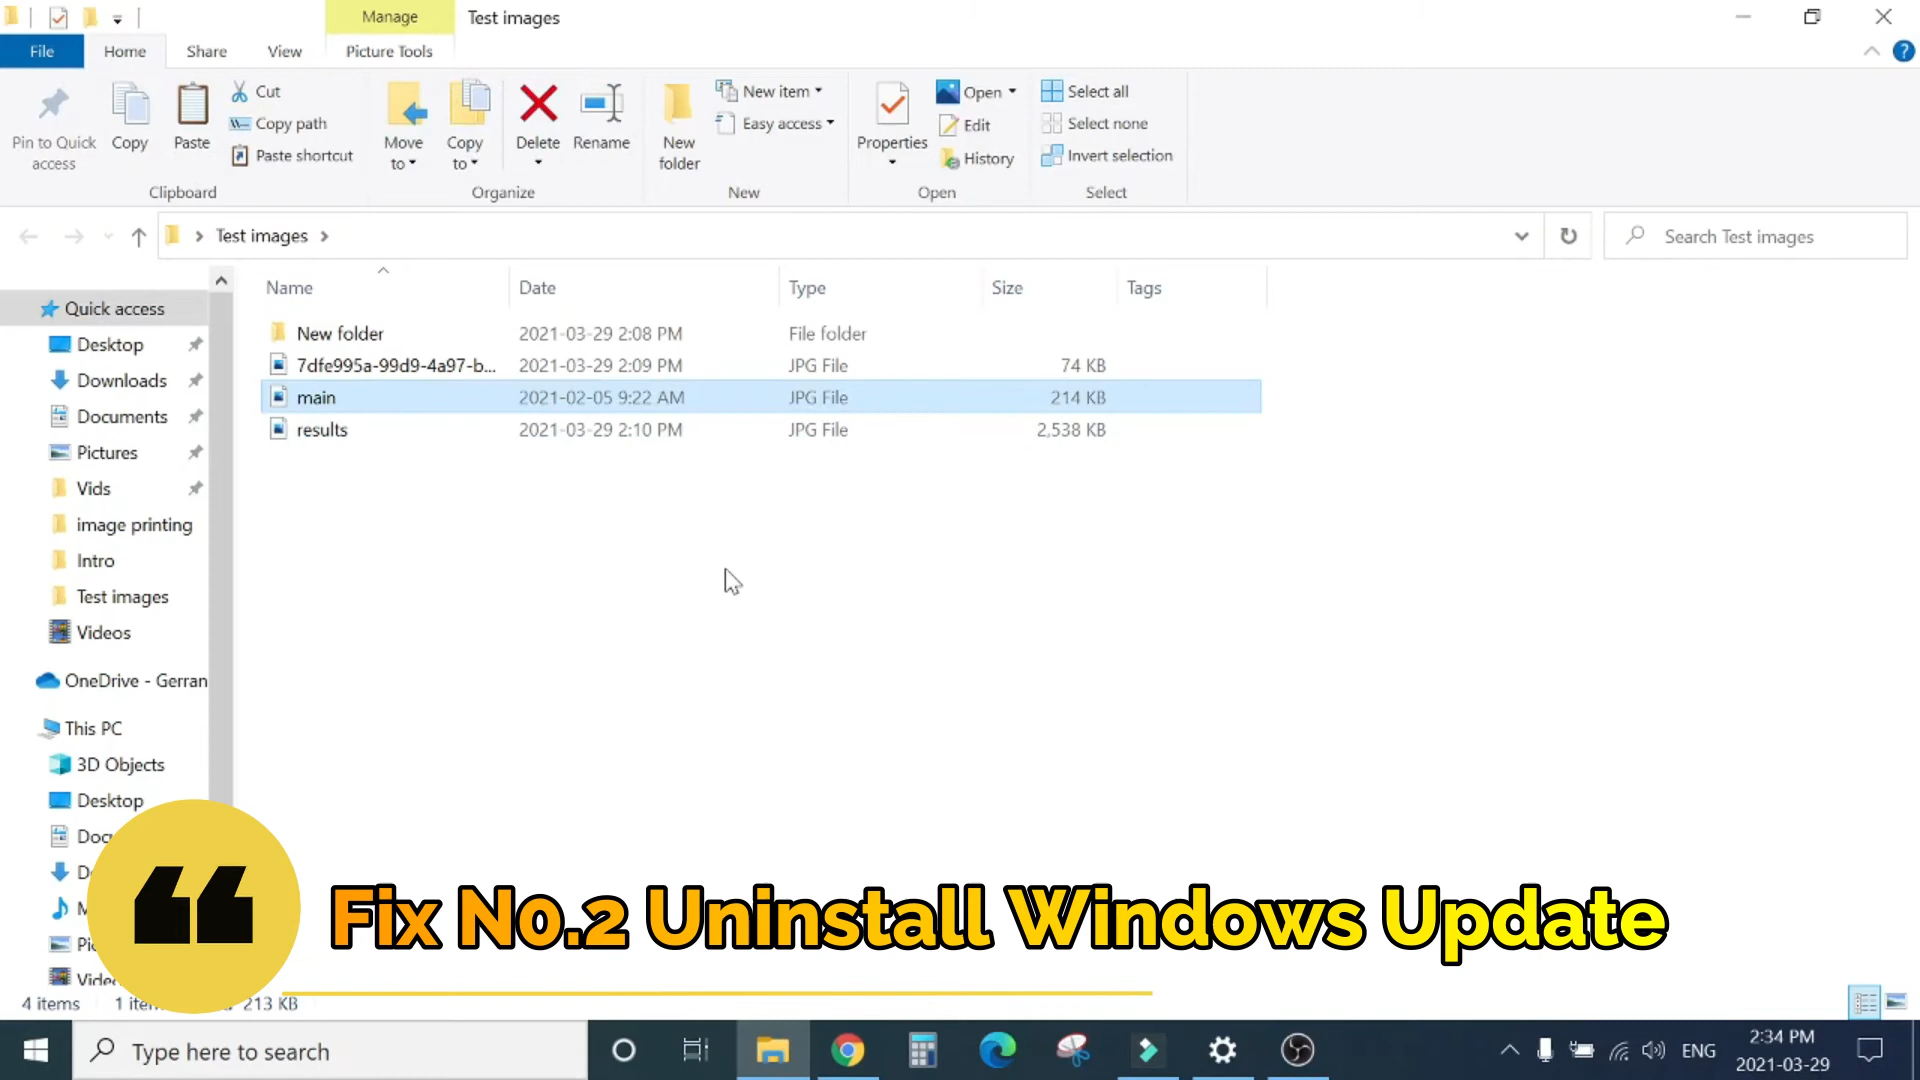 Manage
Test images
File
Home
Share
View
Picture Tools
Pin to Quick access
Copy
Paste
Cut
Copy path
Paste shortcut
Clipboard
Move to
Copy to
Delete
Rename
Organize
New folder
New item
Easy access
New
Properties
Open
Edit
History
Open
Select all
Select none
Invert selection
Select
Test images
Search Test images
Name Date Type Size Tags
New folder 2021-03-29 2:08 PM File folder
7dfe995a-99d9-4a97-b... 2021-03-29 2:09 PM JPG File 74 KB
main 2021-02-05 9:22 AM JPG File 214 KB
results 2021-03-29 2:10 PM JPG File 2,538 KB
Quick access
Desktop
Downloads
Documents
Pictures
Vids
image printing
Intro
Test images
Videos
OneDrive - Gerran
This PC
3D Objects
Desktop
Fix N0.2 Uninstall Windows Update
4 items
213 KB
Type here to search
ENG
2:34 PM
2021-03-29